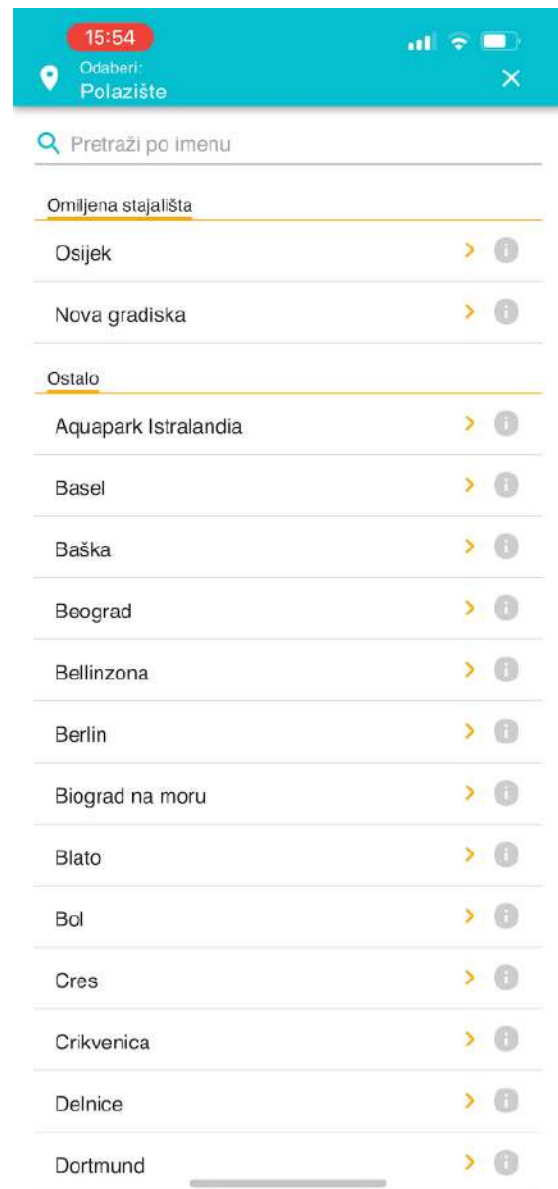 15:54
Odaberi:
Polazište
Pretraži po imenu
Omiljena stajališta
Osijek
Nova gradiska
Ostalo
Aquapark Istralandia
Basel
Baška
Beograd
Bellinzona
Berlin
Biograd na moru
Blato
Bol
Cres
Crikvenica
Delnice
Dortmund